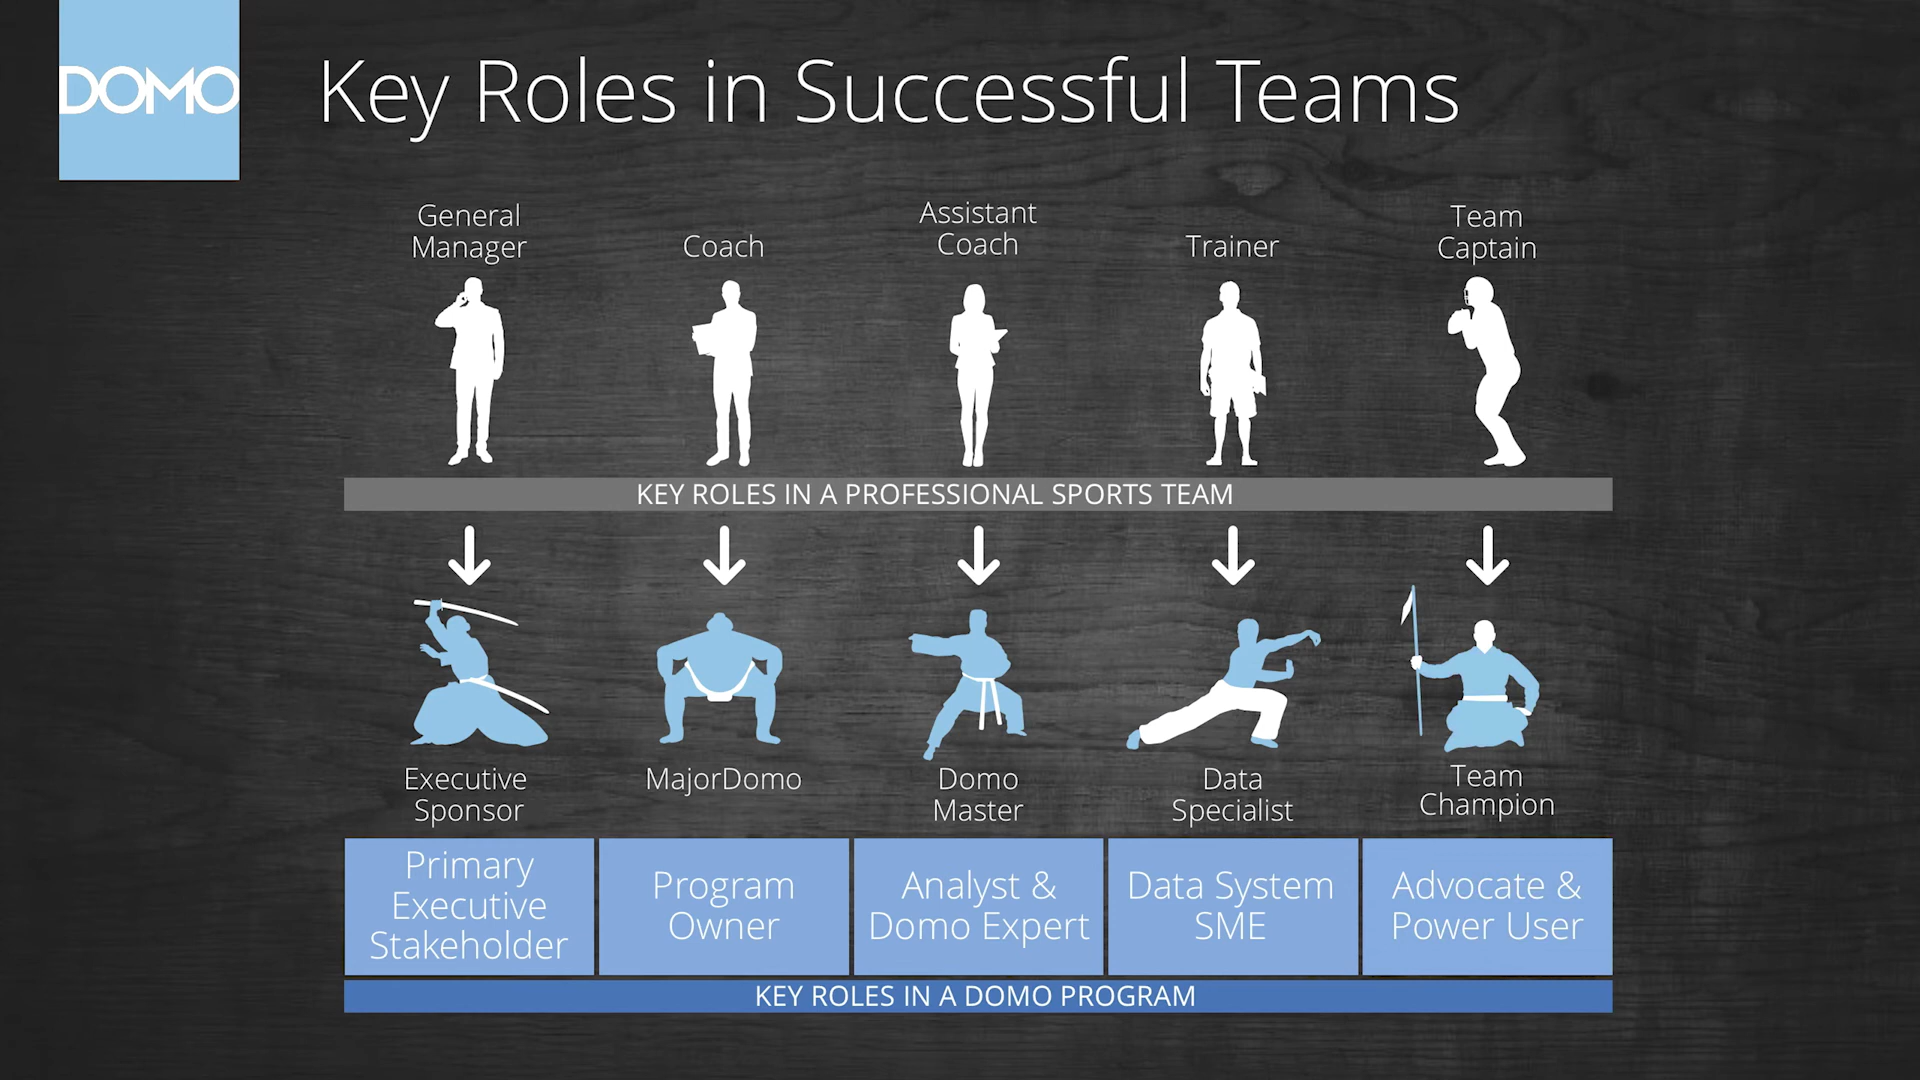 DOMO
Key Roles in Successful Teams
General
Manager
Coach
Assistant
Coach
Trainer
Team
Captain
KEY ROLES IN A PROFESSIONAL SPORTS TEAM
Executive
Sponsor
MajorDomo
Domo
Master
Data
Specialist
Team
Champion
Primary
Executive
Stakeholder
Program
Owner
Analyst &
Domo Expert
Data System
SME
Advocate &
Power User
KEY ROLES IN A DOMO PROGRAM